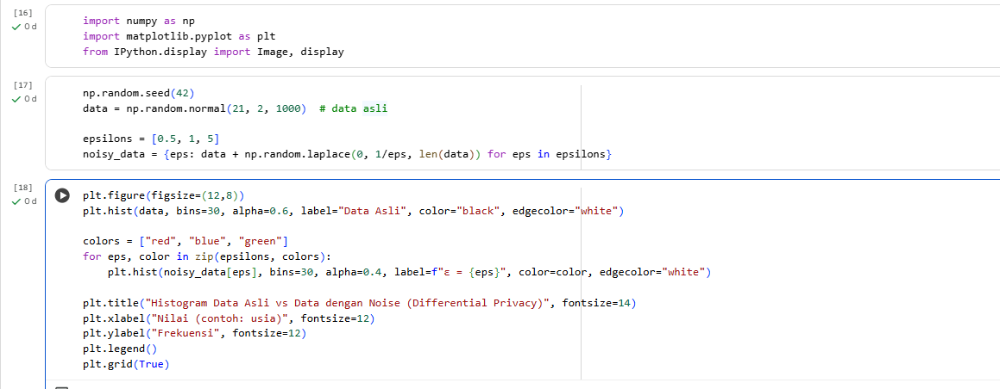 [16]
0 d
import numpy as np
import matplotlib.pyplot as plt
from IPython.display import Image, display
[17]
0 d
np.random.seed(42)
data = np.random.normal(21, 2, 1000)  # data asli
epsilons = [0.5, 1, 5]
noisy_data = {eps: data + np.random.laplace(0, 1/eps, len(data)) for eps in epsilons}
[18]
0 d
plt.figure(figsize=(12,8))
plt.hist(data, bins=30, alpha=0.6, label="Data Asli", color="black", edgecolor="white")
colors = ["red", "blue", "green"]
for eps, color in zip(epsilons, colors):
    plt.hist(noisy_data[eps], bins=30, alpha=0.4, label=f"ε = {eps}", color=color, edgecolor="white")
plt.title("Histogram Data Asli vs Data dengan Noise (Differential Privacy)", fontsize=14)
plt.xlabel("Nilai (contoh: usia)", fontsize=12)
plt.ylabel("Frekuensi", fontsize=12)
plt.legend()
plt.grid(True)